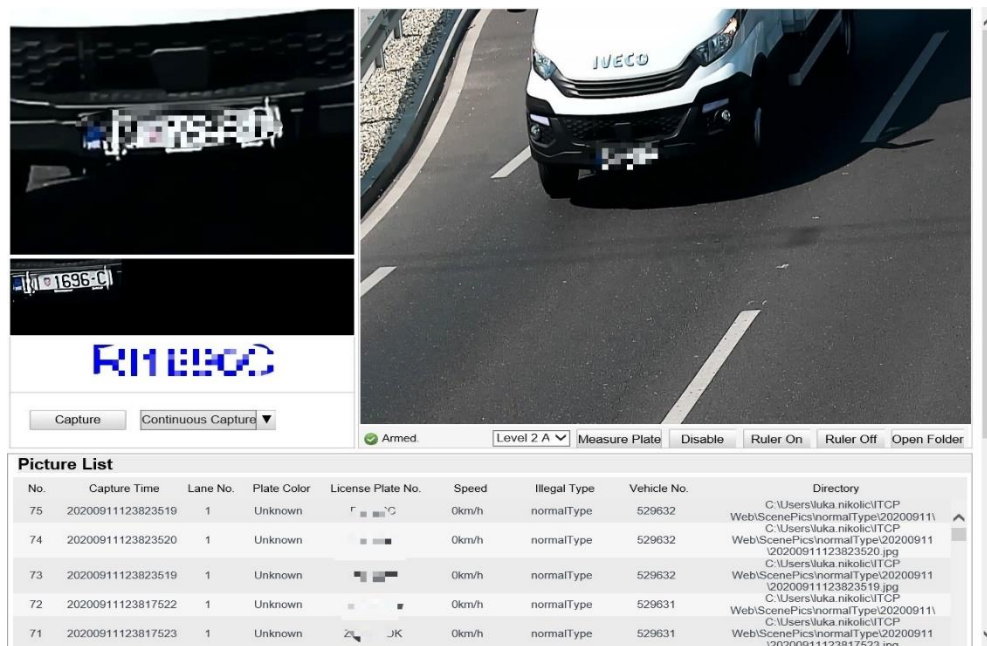 IVECO
1696-C
Capture
Continuous Capture ▼
Armed.
Level 2 A
Measure Plate
Disable
Ruler On
Ruler Off
Open Folder
Picture List
No. Capture Time Lane No. Plate Color License Plate No. Speed Illegal Type Vehicle No. Directory
75 20200911123823519 1 Unknown 0km/h normalType 529632 C:\Users\luka.nikolic\ITCP
Web\ScenePics\normalType\20200911\
74 20200911123823520 1 Unknown 0km/h normalType 529632 C:\Users\luka.nikolic\ITCP
Web\ScenePics\normalType\20200911
\20200911123823520.jpg
73 20200911123823519 1 Unknown 0km/h normalType 529632 C:\Users\luka.nikolic\ITCP
Web\ScenePics\normalType\20200911
\20200911123823519.jpg
72 20200911123817522 1 Unknown 0km/h normalType 529631 C:\Users\luka.nikolic\ITCP
Web\ScenePics\normalType\20200911\
71 20200911123817523 1 Unknown 0km/h normalType 529631 C:\Users\luka.nikolic\ITCP
Web\ScenePics\normalType\20200911
\20200911123817523.jpg